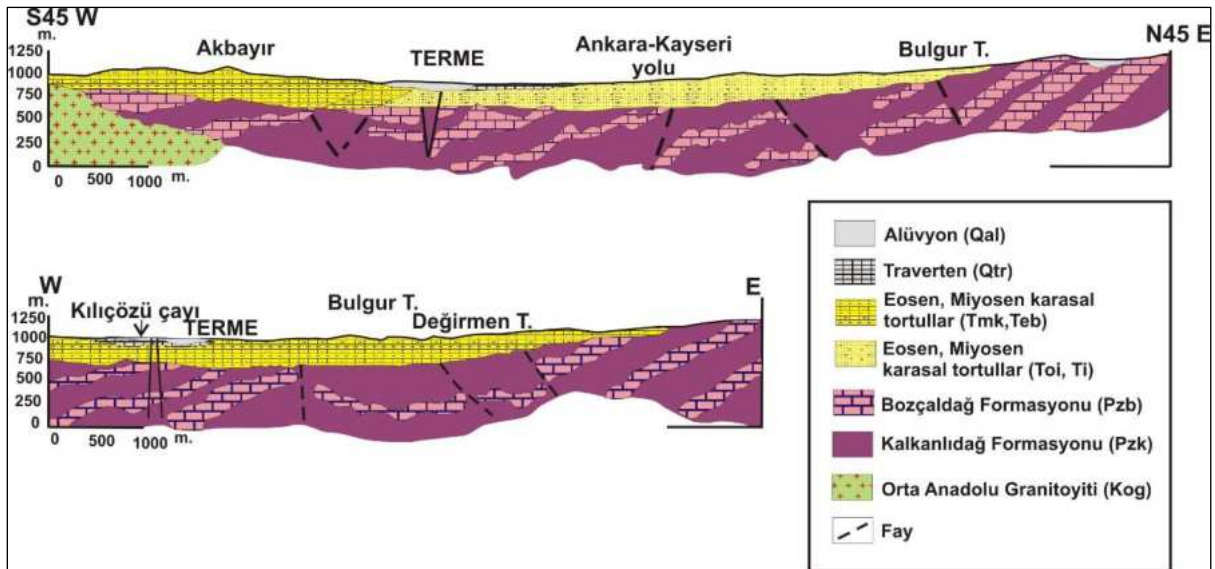 S45 W
N45 E
m.
1250
1000
750
500
250
0
0 500 1000 m.
Akbayır
TERME
Ankara-Kayseri
yolu
Bulgur T.
W
E
m.
1250
1000
750
500
250
0
0 500 1000 m.
Kılıçözü çayı
TERME
Bulgur T.
Değirmen T.
Alüvyon (Qal)
Traverten (Qtr)
Eosen, Miyosen karasal
tortullar (Tmk,Teb)
Eosen, Miyosen
karasal tortullar (Toi, Ti)
Bozçaldağ Formasyonu (Pzb)
Kalkanlıdağ Formasyonu (Pzk)
Orta Anadolu Granitoyiti (Kog)
Fay